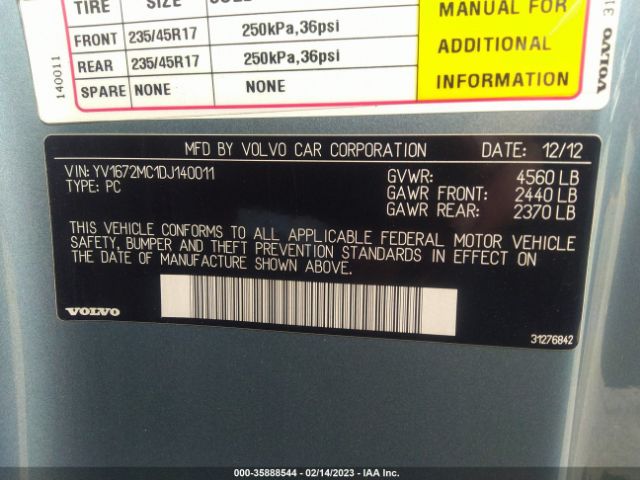 TIRE SIZE
FRONT 235/45R17 250kPa,36psi
REAR 235/45R17 250kPa,36psi
SPARE NONE NONE
MANUAL FOR
ADDITIONAL
INFORMATION
140011
VOLVO
MFD BY VOLVO CAR CORPORATION DATE: 12/12
VIN: YV1672MC1DJ140011 GVWR: 4560 LB
TYPE: PC GAWR FRONT: 2440 LB
GAWR REAR: 2370 LB
THIS VEHICLE CONFORMS TO ALL APPLICABLE FEDERAL MOTOR VEHICLE
SAFETY, BUMPER AND THEFT PREVENTION STANDARDS IN EFFECT ON
THE DATE OF MANUFACTURE SHOWN ABOVE.
VOLVO
31276842
© COPY - 35888544 - 02/14/2023 - IAA Inc.